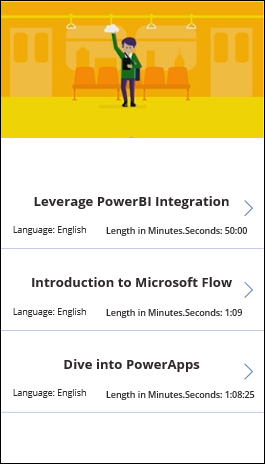 Leverage PowerBI Integration
Language: English Length in Minutes.Seconds: 50:00
Introduction to Microsoft Flow
Language: English Length in Minutes.Seconds: 1:09
Dive into PowerApps
Language: English Length in Minutes.Seconds: 1:08:25